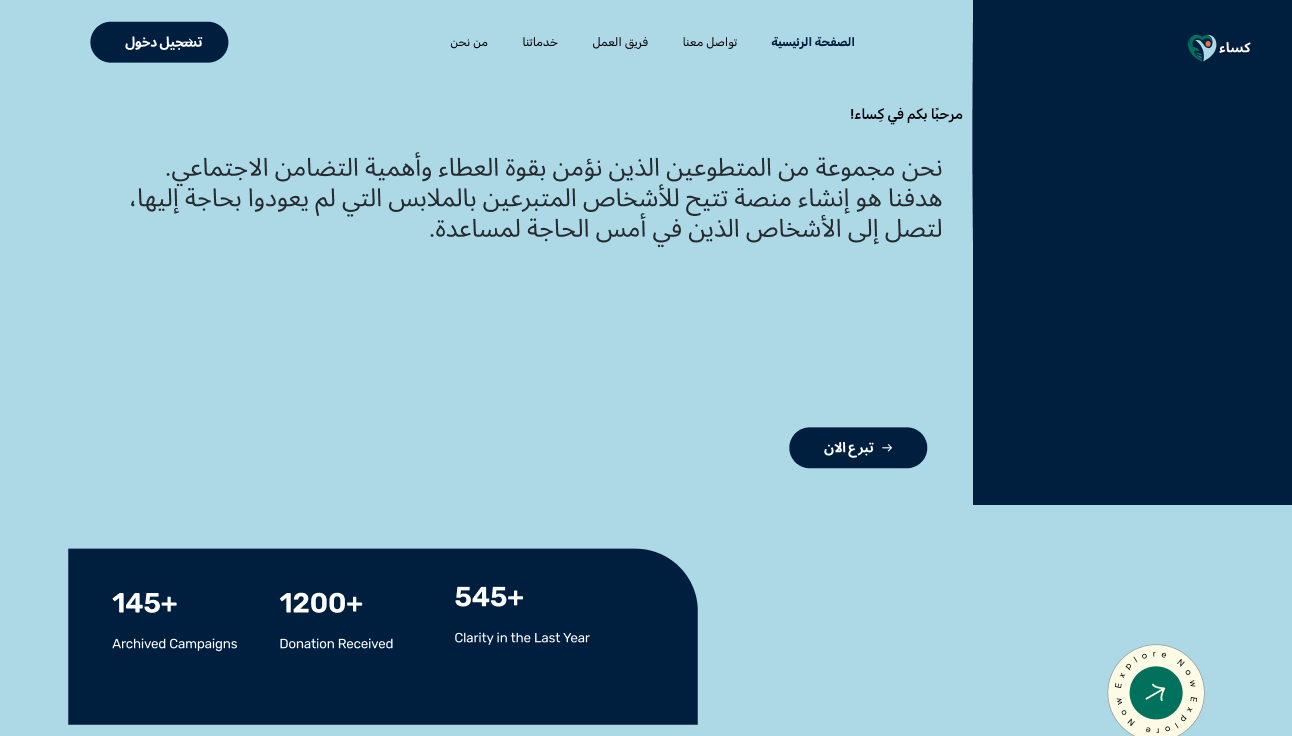 كساء
الصفحة الرئيسية
تواصل معنا
فريق العمل
خدماتنا
من نحن
تسجيل دخول
مرحبًا بكم في كِساء!
نحن مجموعة من المتطوعين الذين نؤمن بقوة العطاء وأهمية التضامن الاجتماعي.
هدفنا هو إنشاء منصة تتيح للأشخاص المتبرعين بالملابس التي لم يعودوا بحاجة إليها،
لتصل إلى الأشخاص الذين في أمس الحاجة لمساعدة.
تبرع الان →
145+
Archived Campaigns
1200+
Donation Received
545+
Clarity in the Last Year
Explore Now Explore Now